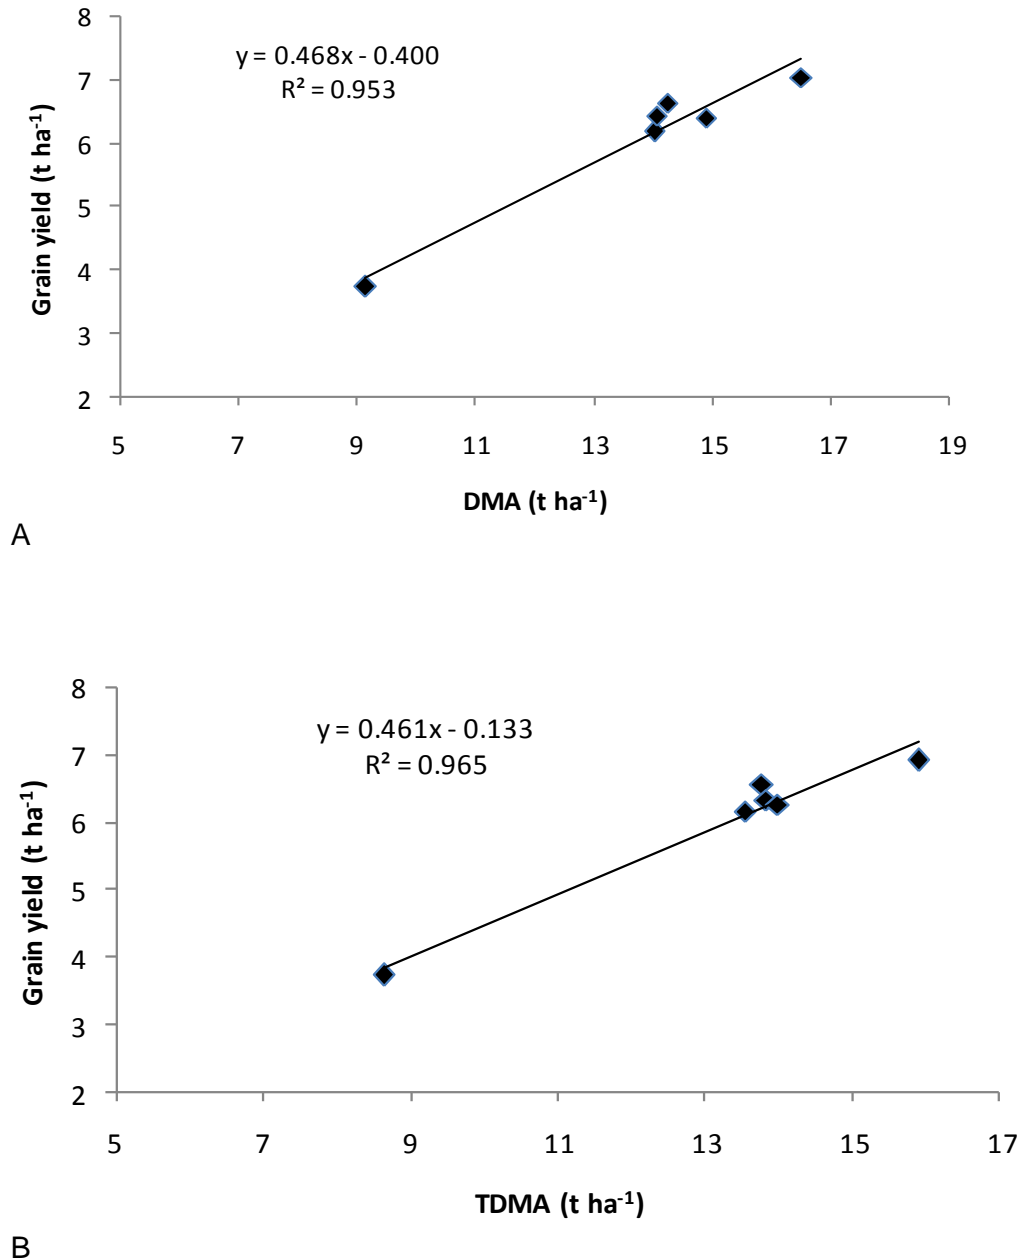 8
7
6
5
4
3
2
y = 0.468x - 0.400
R² = 0.953
Grain yield (t ha⁻¹)
5 7 9 11 13 15 17 19
DMA (t ha⁻¹)
A
8
7
6
5
4
3
2
y = 0.461x - 0.133
R² = 0.965
Grain yield (t ha⁻¹)
5 7 9 11 13 15 17
TDMA (t ha⁻¹)
B